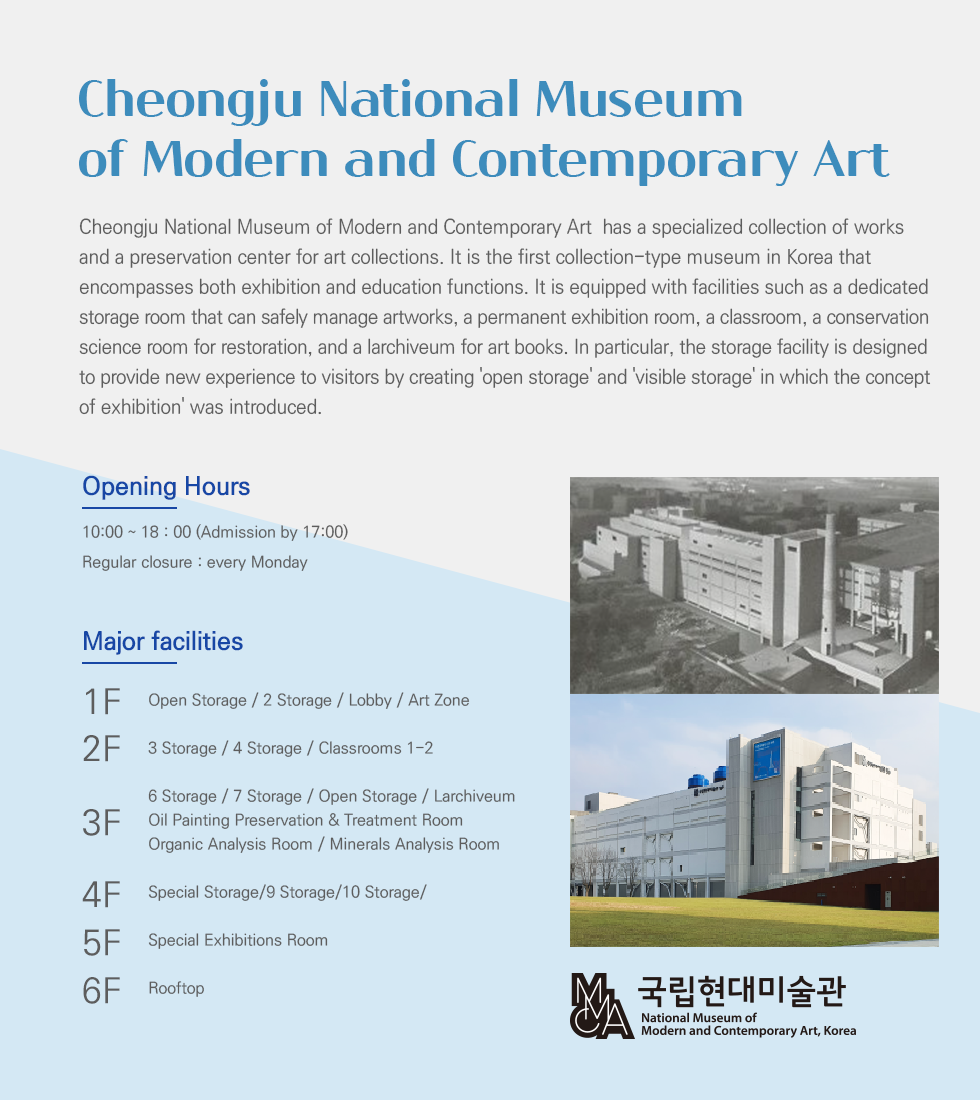 Cheongju National Museum
of Modern and Contemporary Art
Cheongju National Museum of Modern and Contemporary Art  has a specialized collection of works
and a preservation center for art collections. It is the first collection-type museum in Korea that
encompasses both exhibition and education functions. It is equipped with facilities such as a dedicated
storage room that can safely manage artworks, a permanent exhibition room, a classroom, a conservation
science room for restoration, and a larchiveum for art books. In particular, the storage facility is designed
to provide new experience to visitors by creating 'open storage' and 'visible storage' in which the concept
of exhibition' was introduced.
Opening Hours
10:00 ~ 18 : 00 (Admission by 17:00)
Regular closure : every Monday
Major facilities
1F Open Storage / 2 Storage / Lobby / Art Zone
2F 3 Storage / 4 Storage / Classrooms 1-2
3F 6 Storage / 7 Storage / Open Storage / Larchiveum
Oil Painting Preservation & Treatment Room
Organic Analysis Room / Minerals Analysis Room
4F Special Storage/9 Storage/10 Storage/
5F Special Exhibitions Room
6F Rooftop
MMCA 국립현대미술관
National Museum of
Modern and Contemporary Art, Korea